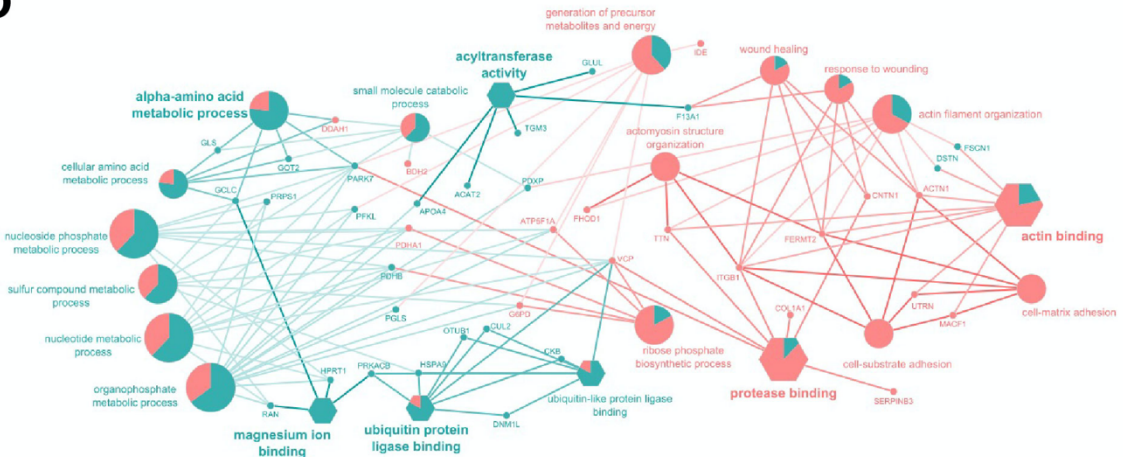 generation of precursor
metabolites and energy
IDE
wound healing
acyltransferase
activity
GLUL
response to wounding
alpha-amino acid
metabolic process
small molecule catabolic
process
F13A1
actin filament organization
DDAH1
TGM3
actomyosin structure
organization
GLS
FSCN1
DSTN
cellular amino acid
metabolic process
GOT2
BDH2
PARK7
ACAT2
PDXP
GCLC
PRPS1
CNTN1
ACTN1
PFKL
APOA4
FHOD1
ATP5F1A
nucleoside phosphate
metabolic process
TTN
FERMT2
actin binding
PDHA1
VCP
PDHB
ITGB1
sulfur compound metabolic
process
UTRN
COL1A1
cell-matrix adhesion
PGLS
G6PD
MACF1
nucleotide metabolic
process
OTUB1
CUL2
CKB
ribose phosphate
biosynthetic process
cell-substrate adhesion
organophosphate
metabolic process
HPRT1
PRKACB
HSPA9
protease binding
SERPINB3
ubiquitin-like protein ligase
binding
RAN
DNM1L
magnesium ion
binding
ubiquitin protein
ligase binding